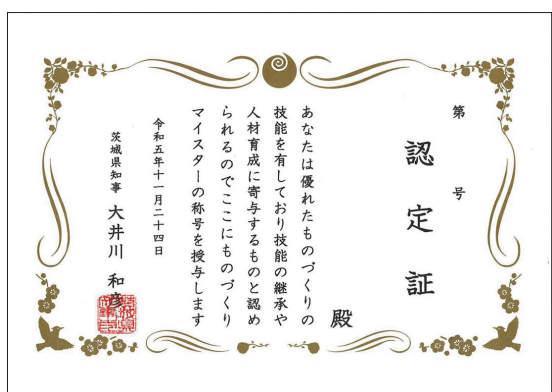 第　号
認定証
殿
あなたは優れたものづくりの
技能を有しており技能の継承や
人材育成に寄与するものと認め
られるのでここにものづくり
マイスターの称号を授与します
令和五年十一月二十四日
茨城県知事　大井川　和彦